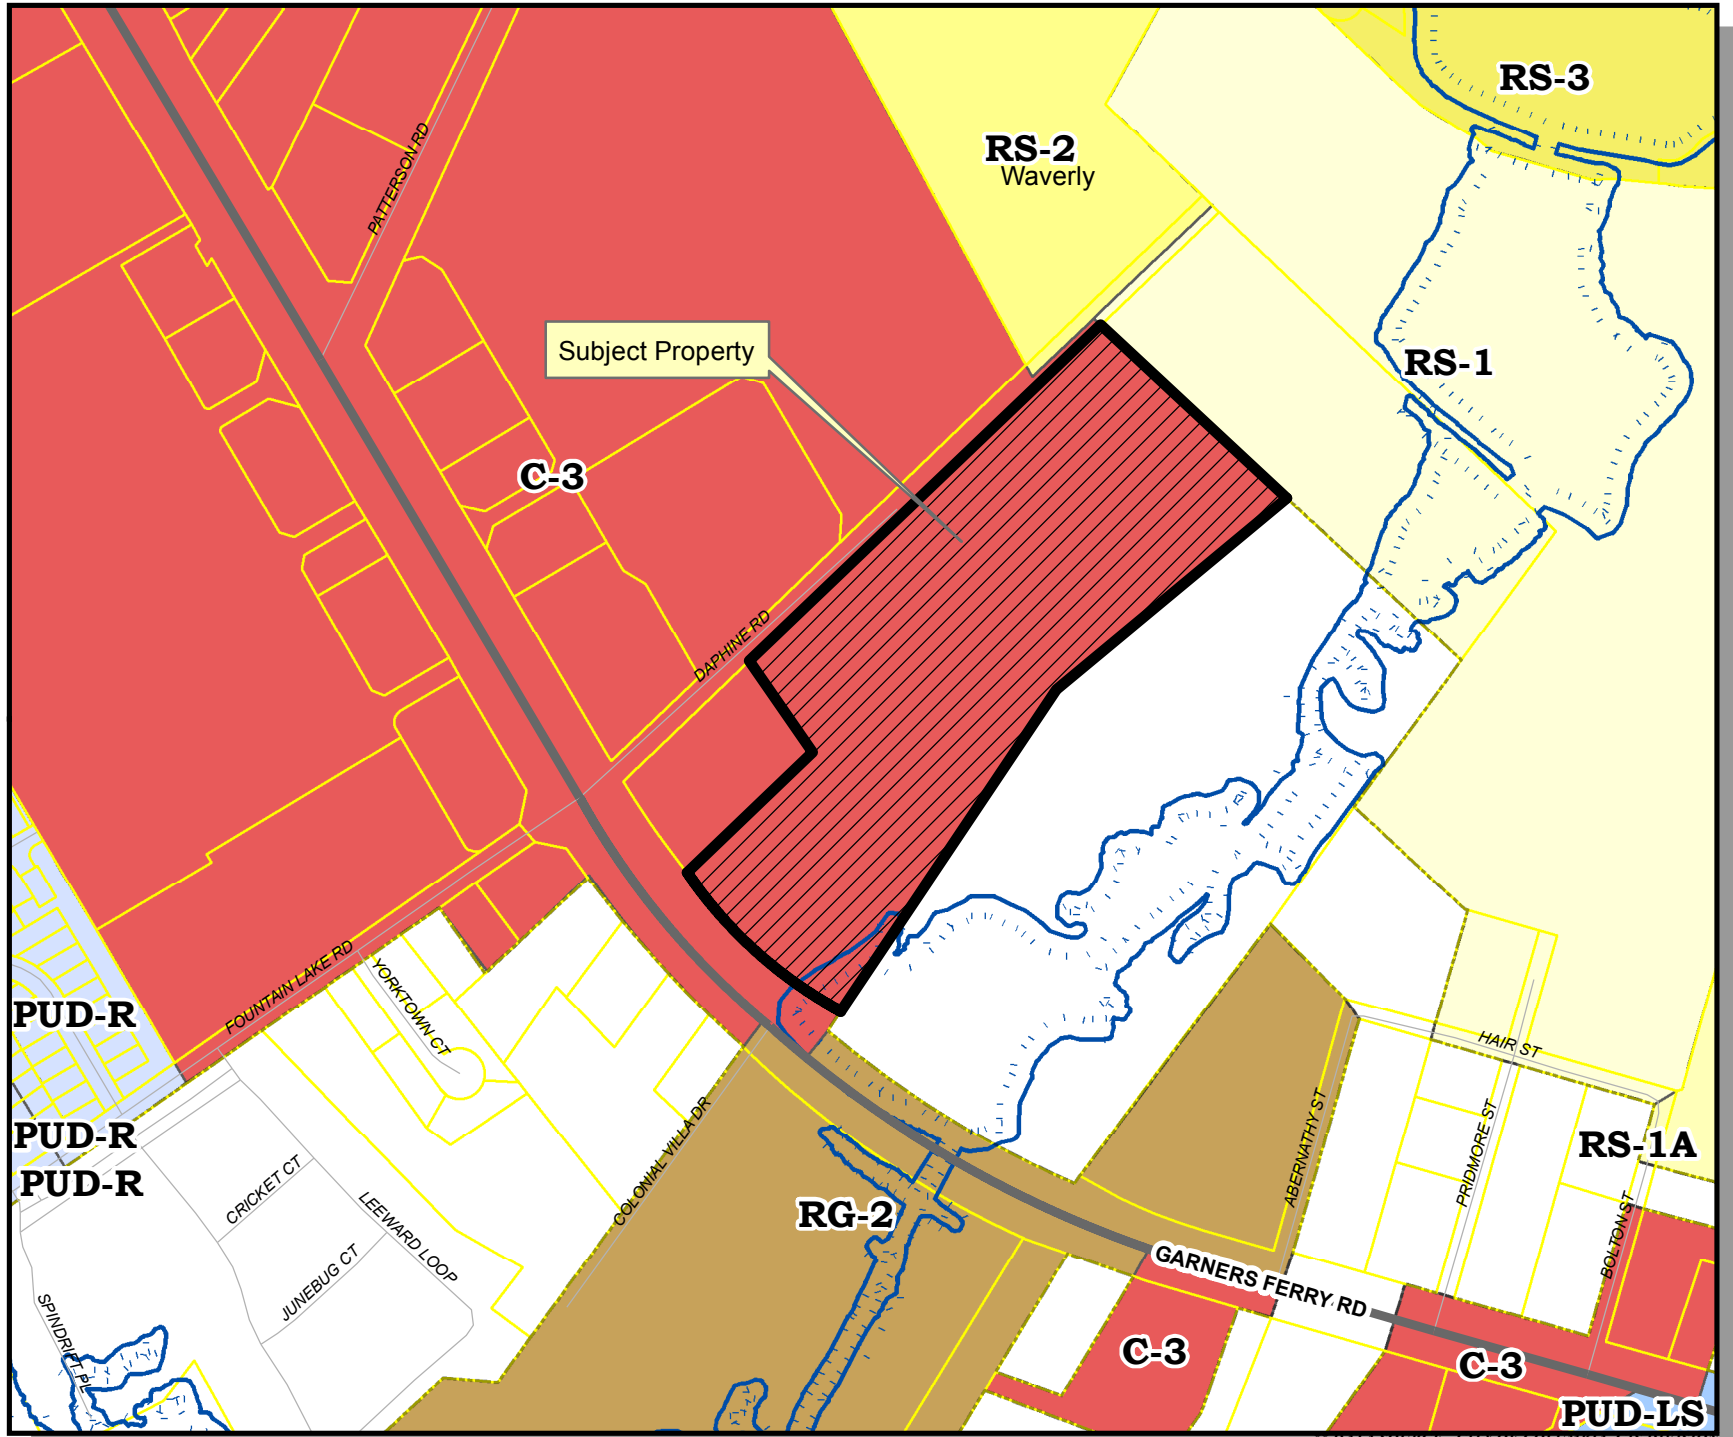 RS-3
PATTERSON RD
RS-2
Waverly
Subject Property
RS-1
C-3
DAPHINE RD
FOUNTAIN LAKE RD
YORKTOWN CT
PUD-R
HAIR ST
PUD-R
PUD-R
COLONIAL VILLA DR
ABERNATHY ST
PRIDMORE ST
RS-1A
CRICKET CT
LEEWARD LOOP
RG-2
BOLTON ST
JUNEBUG CT
GARNERS FERRY RD
SPINDRIFT PL
C-3
C-3
PUD-LS